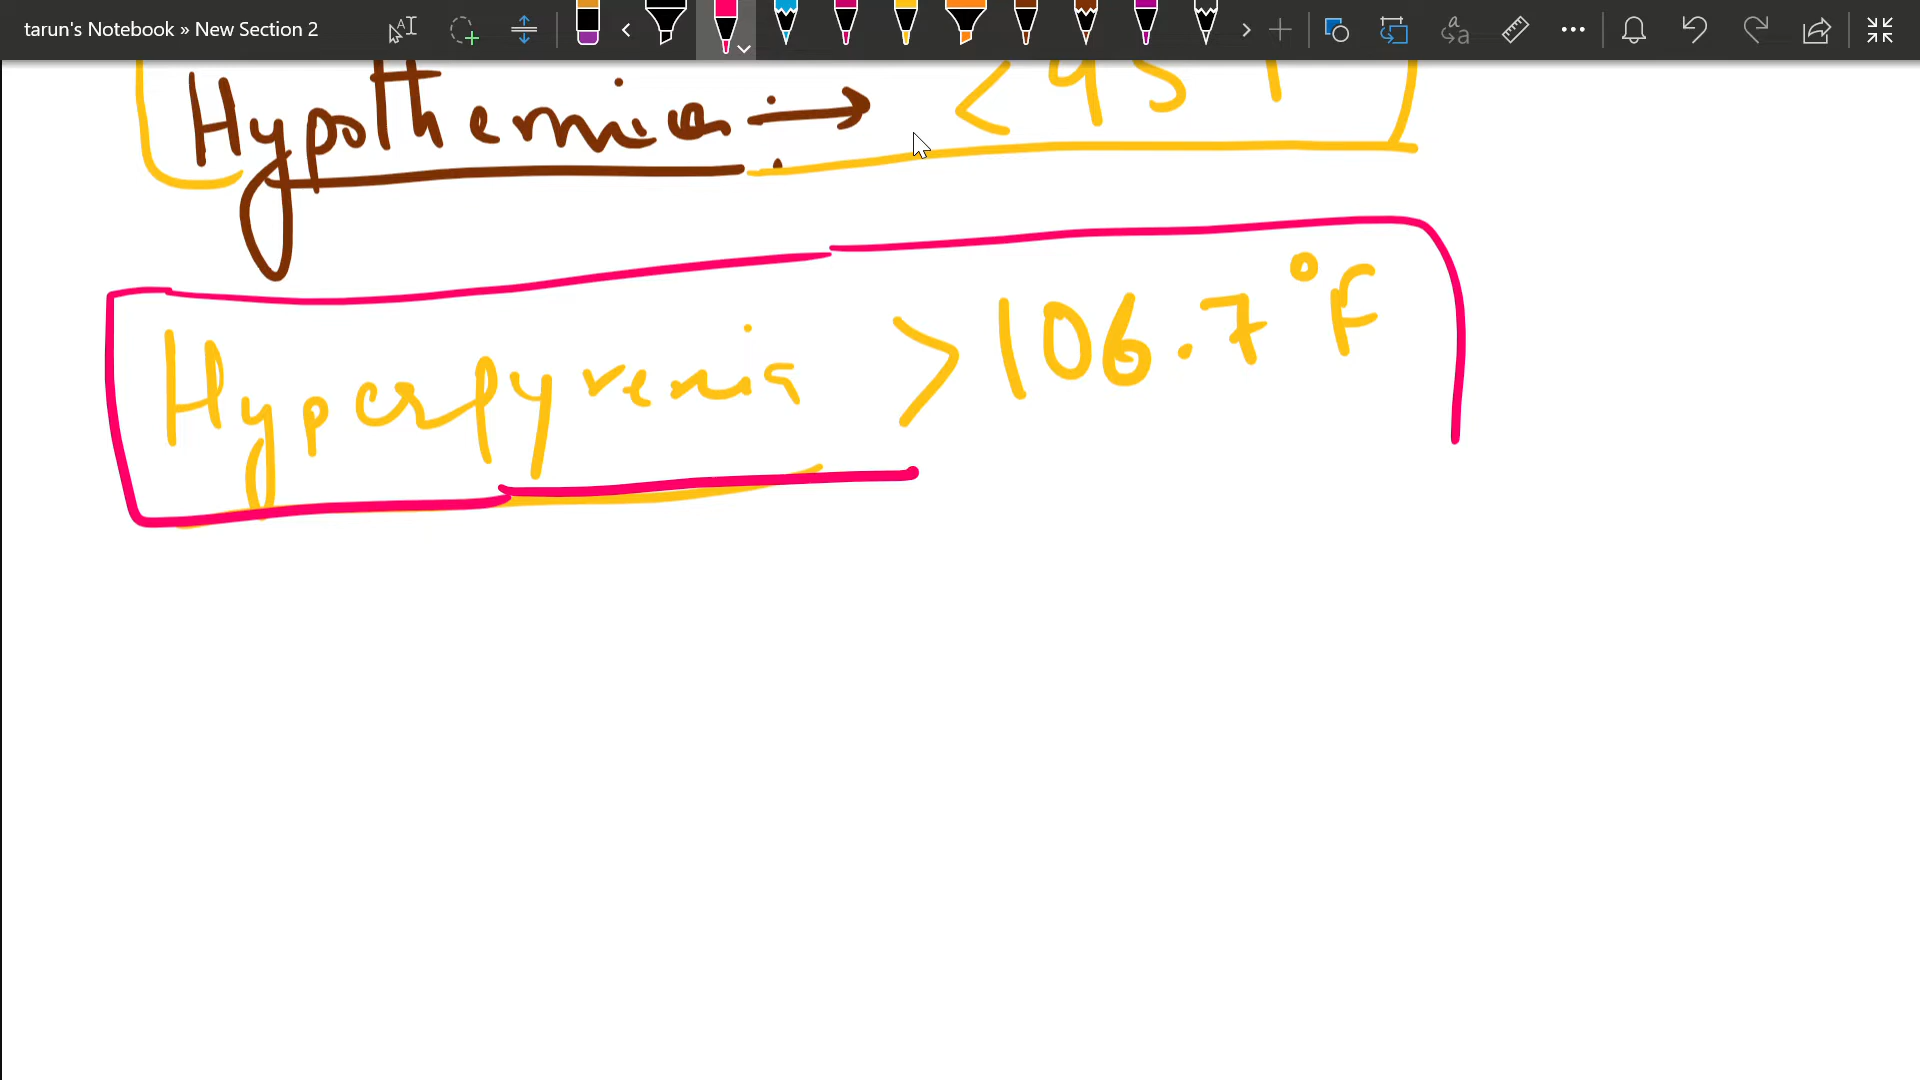 tarun's Notebook » New Section 2
Hypothermia → < 95 F
Hyperpyrexia > 106.7 °F